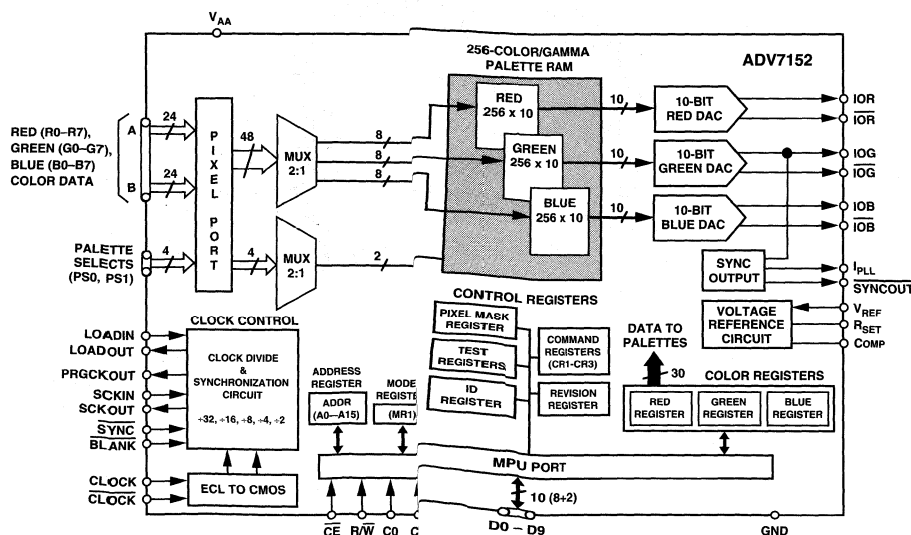 VAA
256-COLOR/GAMMA
PALETTE RAM
ADV7152
RED (R0–R7),
GREEN (G0–G7),
BLUE (B0–B7)
COLOR DATA
A
24
B
24
PIXEL PORT
48
MUX
2:1
8
8
8
RED
256 x 10
GREEN
256 x 10
BLUE
256 x 10
10
10
10
10-BIT
RED DAC
10-BIT
GREEN DAC
10-BIT
BLUE DAC
IOR
IOR
IOG
IOG
IOB
IOB
PALETTE
SELECTS
(PS0, PS1)
4
4
MUX
2:1
2
SYNC
OUTPUT
IPLL
SYNCOUT
VOLTAGE
REFERENCE
CIRCUIT
VREF
RSET
COMP
CLOCK CONTROL
LOADIN
LOADOUT
PRGCKOUT
SCKIN
SCKOUT
SYNC
BLANK
CLOCK DIVIDE
&
SYNCHRONIZATION
CIRCUIT
÷32, ÷16, ÷8, ÷4, ÷2
CLOCK
CLOCK
ECL TO CMOS
ADDRESS
REGISTER
ADDR
(A0–A15)
MODE
REGISTE
(MR1)
CONTROL REGISTERS
PIXEL MASK
REGISTER
TEST
REGISTERS
ID
REGISTER
COMMAND
REGISTERS
(CR1-CR3)
REVISION
REGISTER
DATA TO
PALETTES
30
COLOR REGISTERS
RED
REGISTER
GREEN
REGISTER
BLUE
REGISTER
MPU PORT
10 (8+2)
CE
R/W
C0
D0 – D9
GND